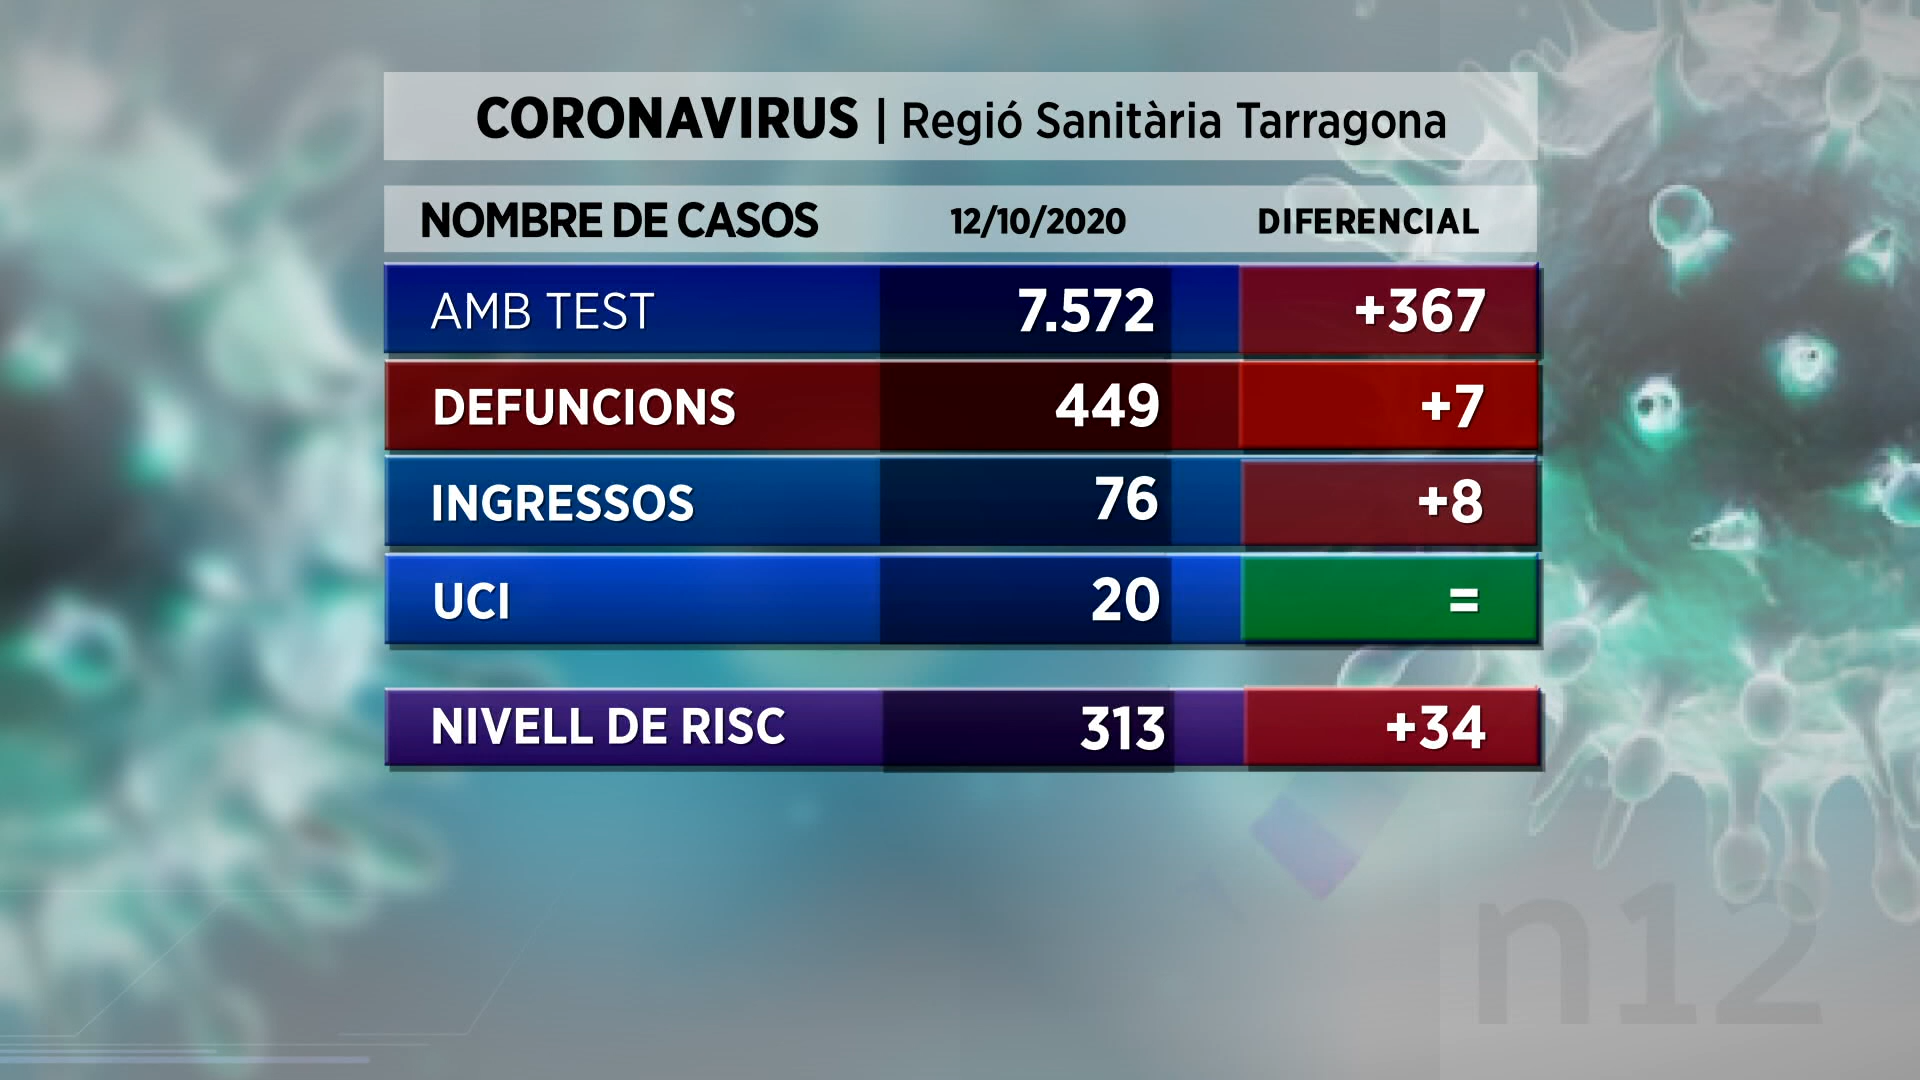 CORONAVIRUS | Regió Sanitària Tarragona
NOMBRE DE CASOS 12/10/2020 DIFERENCIAL
AMB TEST 7.572 +367
DEFUNCIONS 449 +7
INGRESSOS 76 +8
UCI 20 =
NIVELL DE RISC 313 +34
n12